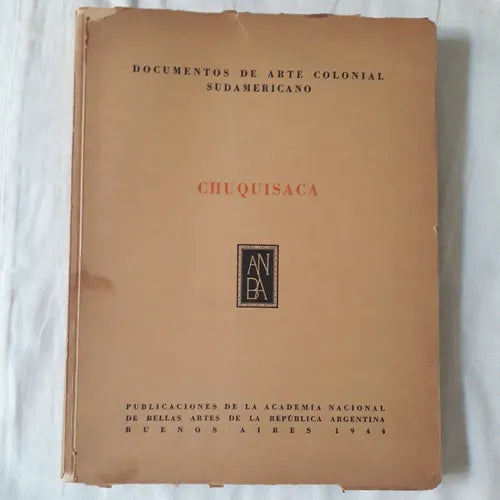 DOCUMENTOS DE ARTE COLONIAL
SUDAMERICANO
CHUQUISACA
AN
BA
PUBLICACIONES DE LA ACADEMIA NACIONAL
DE BELLAS ARTES DE LA REPÚBLICA ARGENTINA
BUENOS AIRES 1944